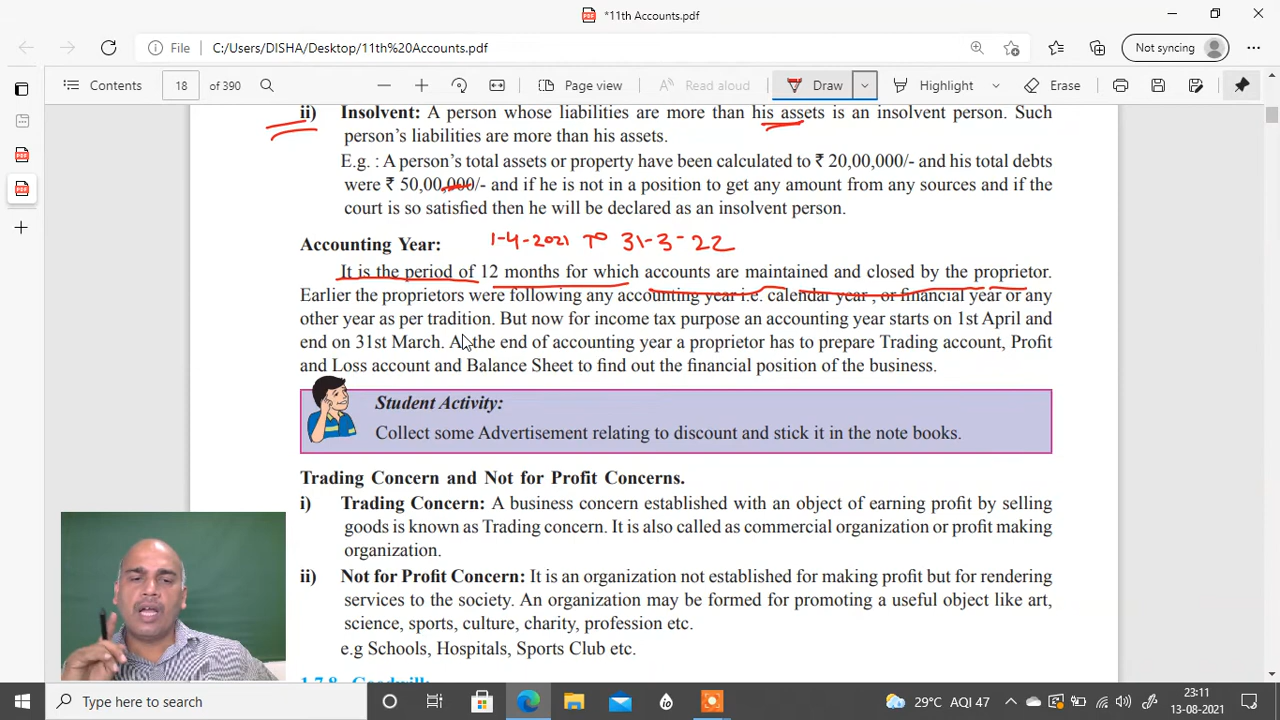 *11th Accounts.pdf
File C:/Users/DISHA/Desktop/11th%20Accounts.pdf Not syncing
Contents 18 of 390 Page view Read aloud Draw Highlight Erase
ii) Insolvent: A person whose liabilities are more than his assets is an insolvent person. Such
person's liabilities are more than his assets.
E.g. : A person's total assets or property have been calculated to ₹ 20,00,000/- and his total debts
were ₹ 50,00,000/- and if he is not in a position to get any amount from any sources and if the
court is so satisfied then he will be declared as an insolvent person.
Accounting Year: 1-4-2021 TO 31-3-22
It is the period of 12 months for which accounts are maintained and closed by the proprietor.
Earlier the proprietors were following any accounting year i.e. calendar year , or financial year or any
other year as per tradition. But now for income tax purpose an accounting year starts on 1st April and
end on 31st March. At the end of accounting year a proprietor has to prepare Trading account, Profit
and Loss account and Balance Sheet to find out the financial position of the business.
Student Activity:
Collect some Advertisement relating to discount and stick it in the note books.
Trading Concern and Not for Profit Concerns.
i) Trading Concern: A business concern established with an object of earning profit by selling
goods is known as Trading concern. It is also called as commercial organization or profit making
organization.
ii) Not for Profit Concern: It is an organization not established for making profit but for rendering
services to the society. An organization may be formed for promoting a useful object like art,
science, sports, culture, charity, profession etc.
e.g Schools, Hospitals, Sports Club etc.
1.7.8 Goodwill:
Type here to search 29°C AQI 47 23:11
13-08-2021